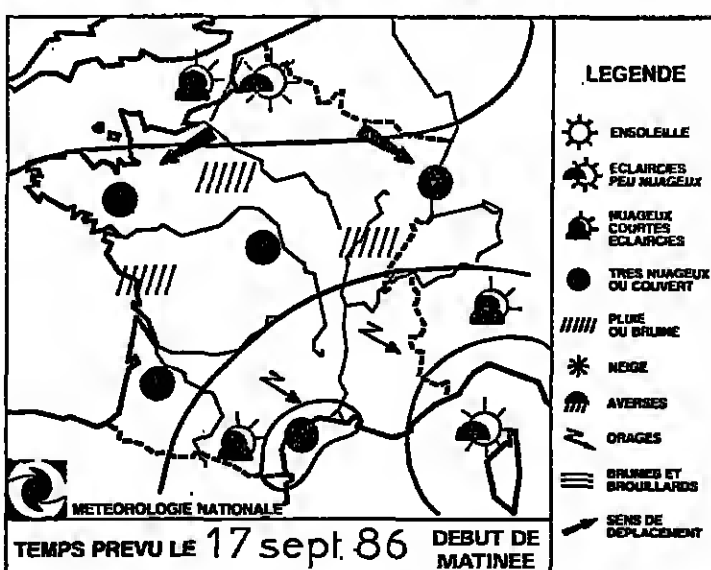 LEGENDE
ENSOLEILLE
ECLAIRCIES
PEU NUAGEUX
NUAGEUX
COURTES
ECLAIRCIES
TRES NUAGEUX
OU COUVERT
PLUIE
OU BRUINE
NEIGE
AVERSES
ORAGES
BRUMES ET
BROUILLARDS
SENS DE
DEPLACEMENT
METEOROLOGIE NATIONALE
TEMPS PREVU LE 17 sept. 86 DEBUT DE
MATINEE